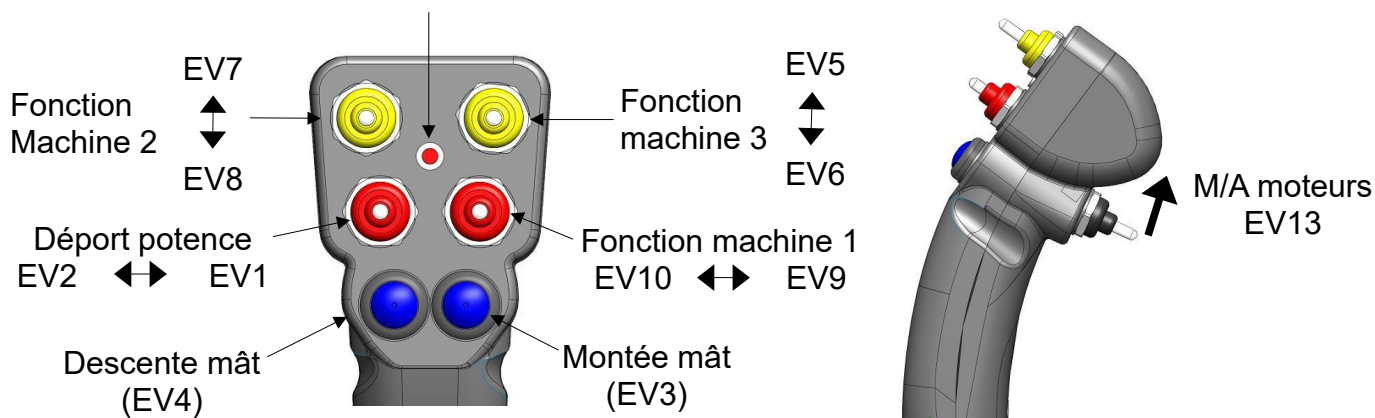 EV7
Fonction
Machine 2
EV8
EV5
Fonction
machine 3
EV6
M/A moteurs
EV13
Déport potence
EV2 EV1
Fonction machine 1
EV10 EV9
Descente mât
(EV4)
Montée mât
(EV3)